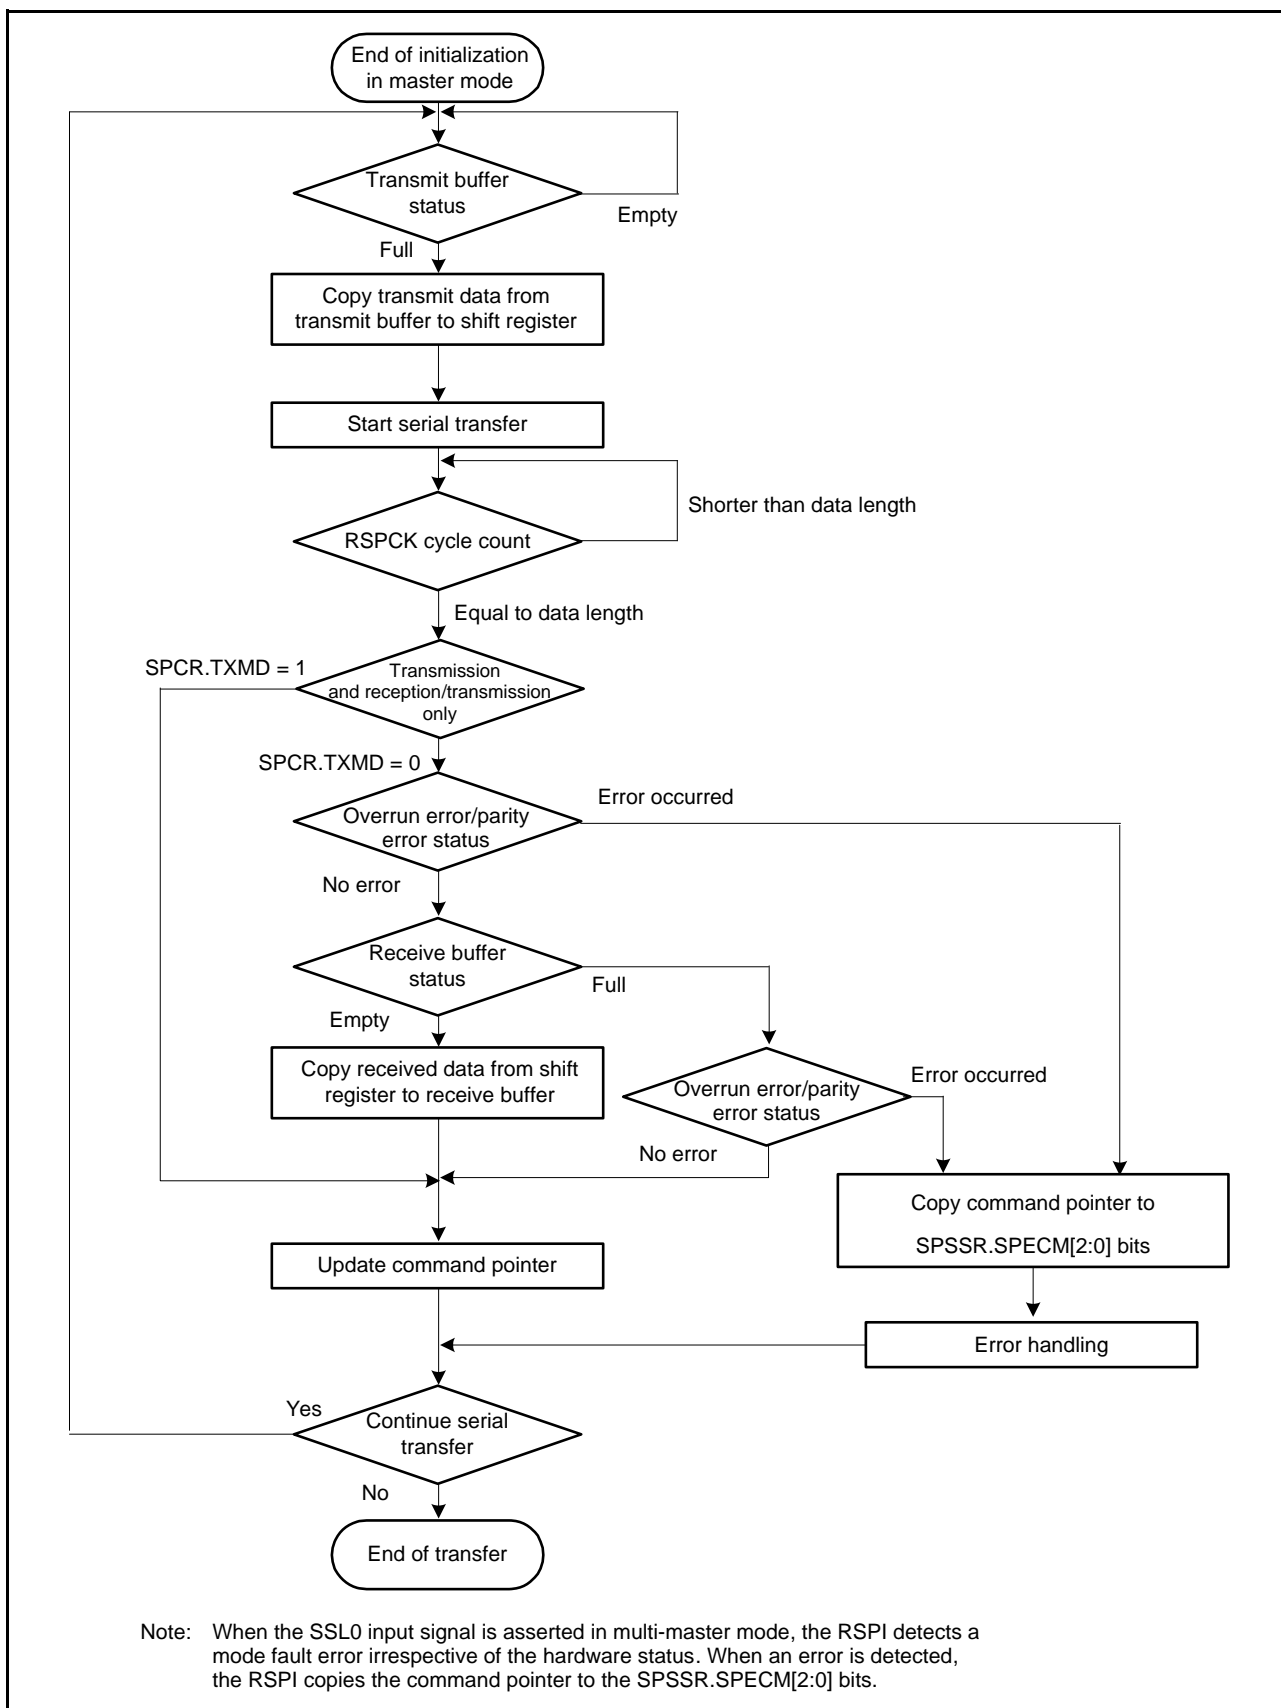 End of initialization
in master mode
Transmit buffer
status
Empty
Full
Copy transmit data from
transmit buffer to shift register
Start serial transfer
Shorter than data length
RSPCK cycle count
Equal to data length
SPCR.TXMD = 1
Transmission
and reception/transmission
only
SPCR.TXMD = 0
Error occurred
Overrun error/parity
error status
No error
Receive buffer
status
Full
Empty
Copy received data from shift
register to receive buffer
Overrun error/parity
error status
Error occurred
No error
Copy command pointer to
SPSSR.SPECM[2:0] bits
Update command pointer
Error handling
Yes
Continue serial
transfer
No
End of transfer
Note: When the SSL0 input signal is asserted in multi-master mode, the RSPI detects a
mode fault error irrespective of the hardware status. When an error is detected,
the RSPI copies the command pointer to the SPSSR.SPECM[2:0] bits.